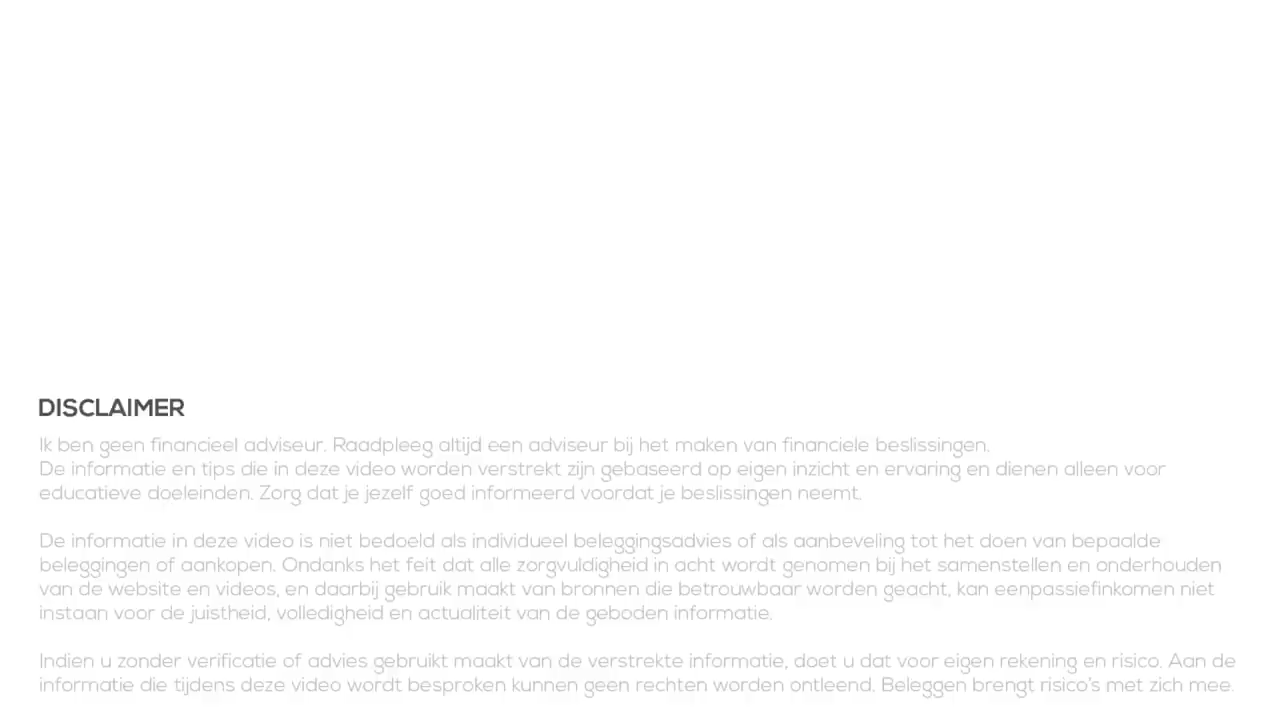 DISCLAIMER
Ik ben geen financieel adviseur. Raadpleeg altijd een adviseur bij het maken van financiele beslissingen.
De informatie en tips die in deze video worden verstrekt zijn gebaseerd op eigen inzicht en ervaring en dienen alleen voor
educatieve doeleinden. Zorg dat je jezelf goed informeerd voordat je beslissingen neemt.
De informatie in deze video is niet bedoeld als individueel beleggingsadvies of als aanbeveling tot het doen van bepaalde
beleggingen of aankopen. Ondanks het feit dat alle zorgvuldigheid in acht wordt genomen bij het samenstellen en onderhouden
van de website en videos, en daarbij gebruik maakt van bronnen die betrouwbaar worden geacht, kan eenpassiefinkomen niet
instaan voor de juistheid, volledigheid en actualiteit van de geboden informatie.
Indien u zonder verificatie of advies gebruikt maakt van de verstrekte informatie, doet u dat voor eigen rekening en risico. Aan de
informatie die tijdens deze video wordt besproken kunnen geen rechten worden ontleend. Beleggen brengt risico's met zich mee.